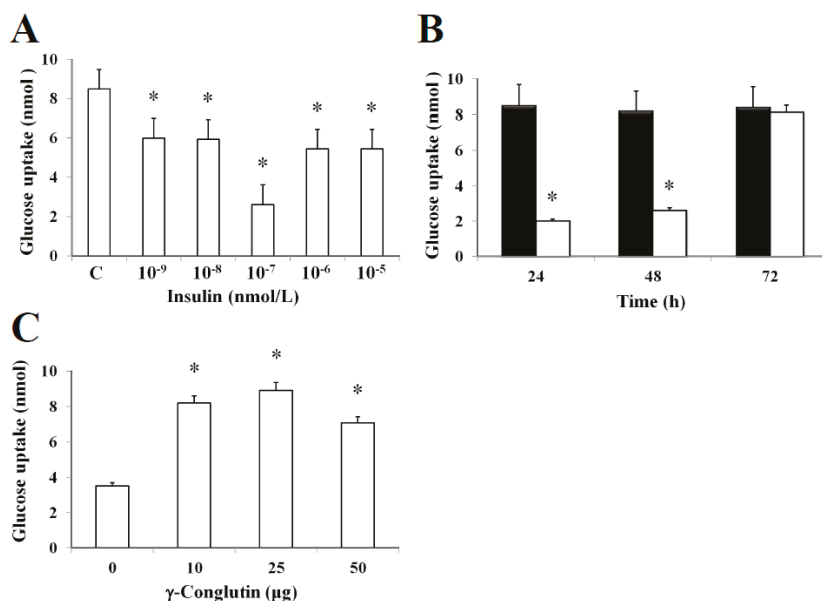 A
Glucose uptake (nmol )
10
8
6
4
2
0
*
*
*
*
*
C 10⁻⁹ 10⁻⁸ 10⁻⁷ 10⁻⁶ 10⁻⁵
Insulin (nmol/L)
B
Glucose uptake (nmol)
10
8
6
4
2
0
*
*
24 48 72
Time (h)
C
Glucose uptake (nmol)
10
8
6
4
2
0
*
*
*
0 10 25 50
γ-Conglutin (µg)